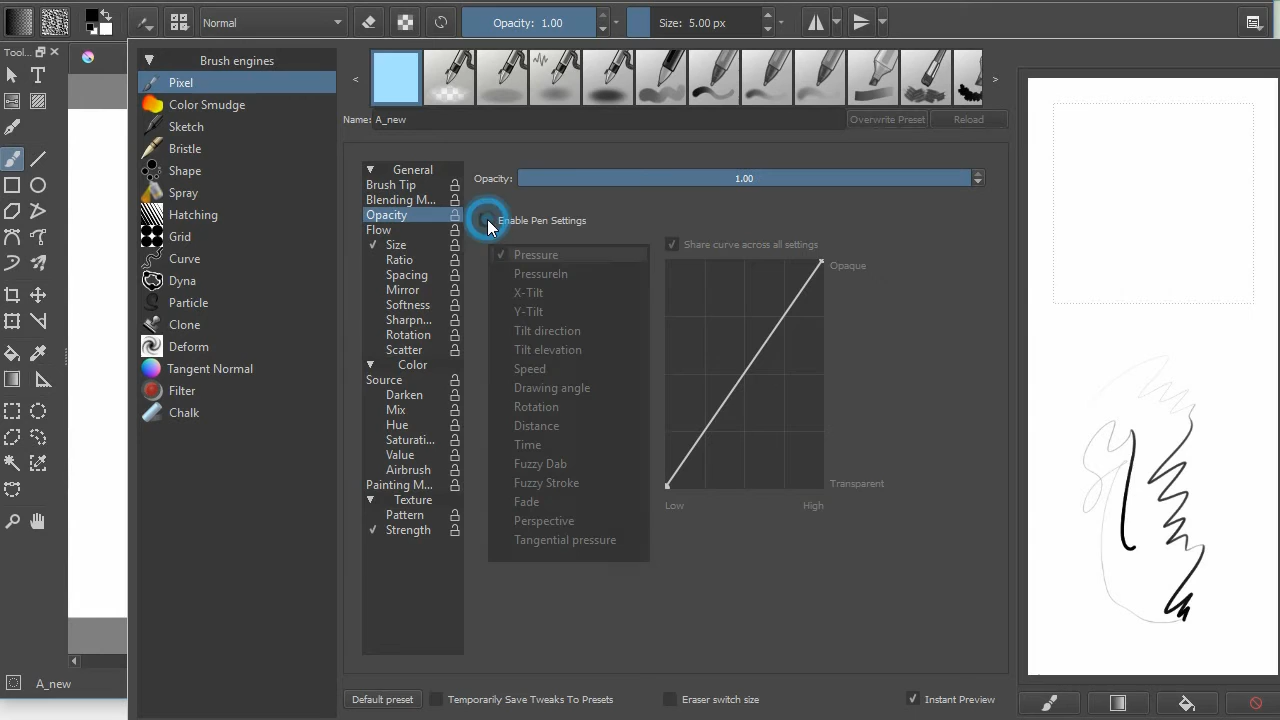 Normal
Opacity: 1.00
Size: 5.00 px
Tool...
Brush engines
Pixel
Color Smudge
Sketch
Bristle
Shape
Spray
Hatching
Grid
Curve
Dyna
Particle
Clone
Deform
Tangent Normal
Filter
Chalk
<
>
Name: A_new
Overwrite Preset
Reload
General
Brush Tip
Blending M...
Opacity
Flow
Size
Ratio
Spacing
Mirror
Softness
Sharpn...
Rotation
Scatter
Color
Source
Darken
Mix
Hue
Saturati...
Value
Airbrush
Painting M...
Texture
Pattern
Strength
Opacity: 1.00
Enable Pen Settings
Pressure
PressureIn
X-Tilt
Y-Tilt
Tilt direction
Tilt elevation
Speed
Drawing angle
Rotation
Distance
Time
Fuzzy Dab
Fuzzy Stroke
Fade
Perspective
Tangential pressure
Share curve across all settings
Opaque
Transparent
Low High
Default preset
Temporarily Save Tweaks To Presets
Eraser switch size
Instant Preview
A_new